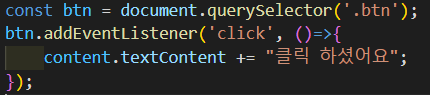 const btn = document.querySelector('.btn');
btn.addEventListener('click', ()=>{
    content.textContent += "클릭 하셨어요";
});